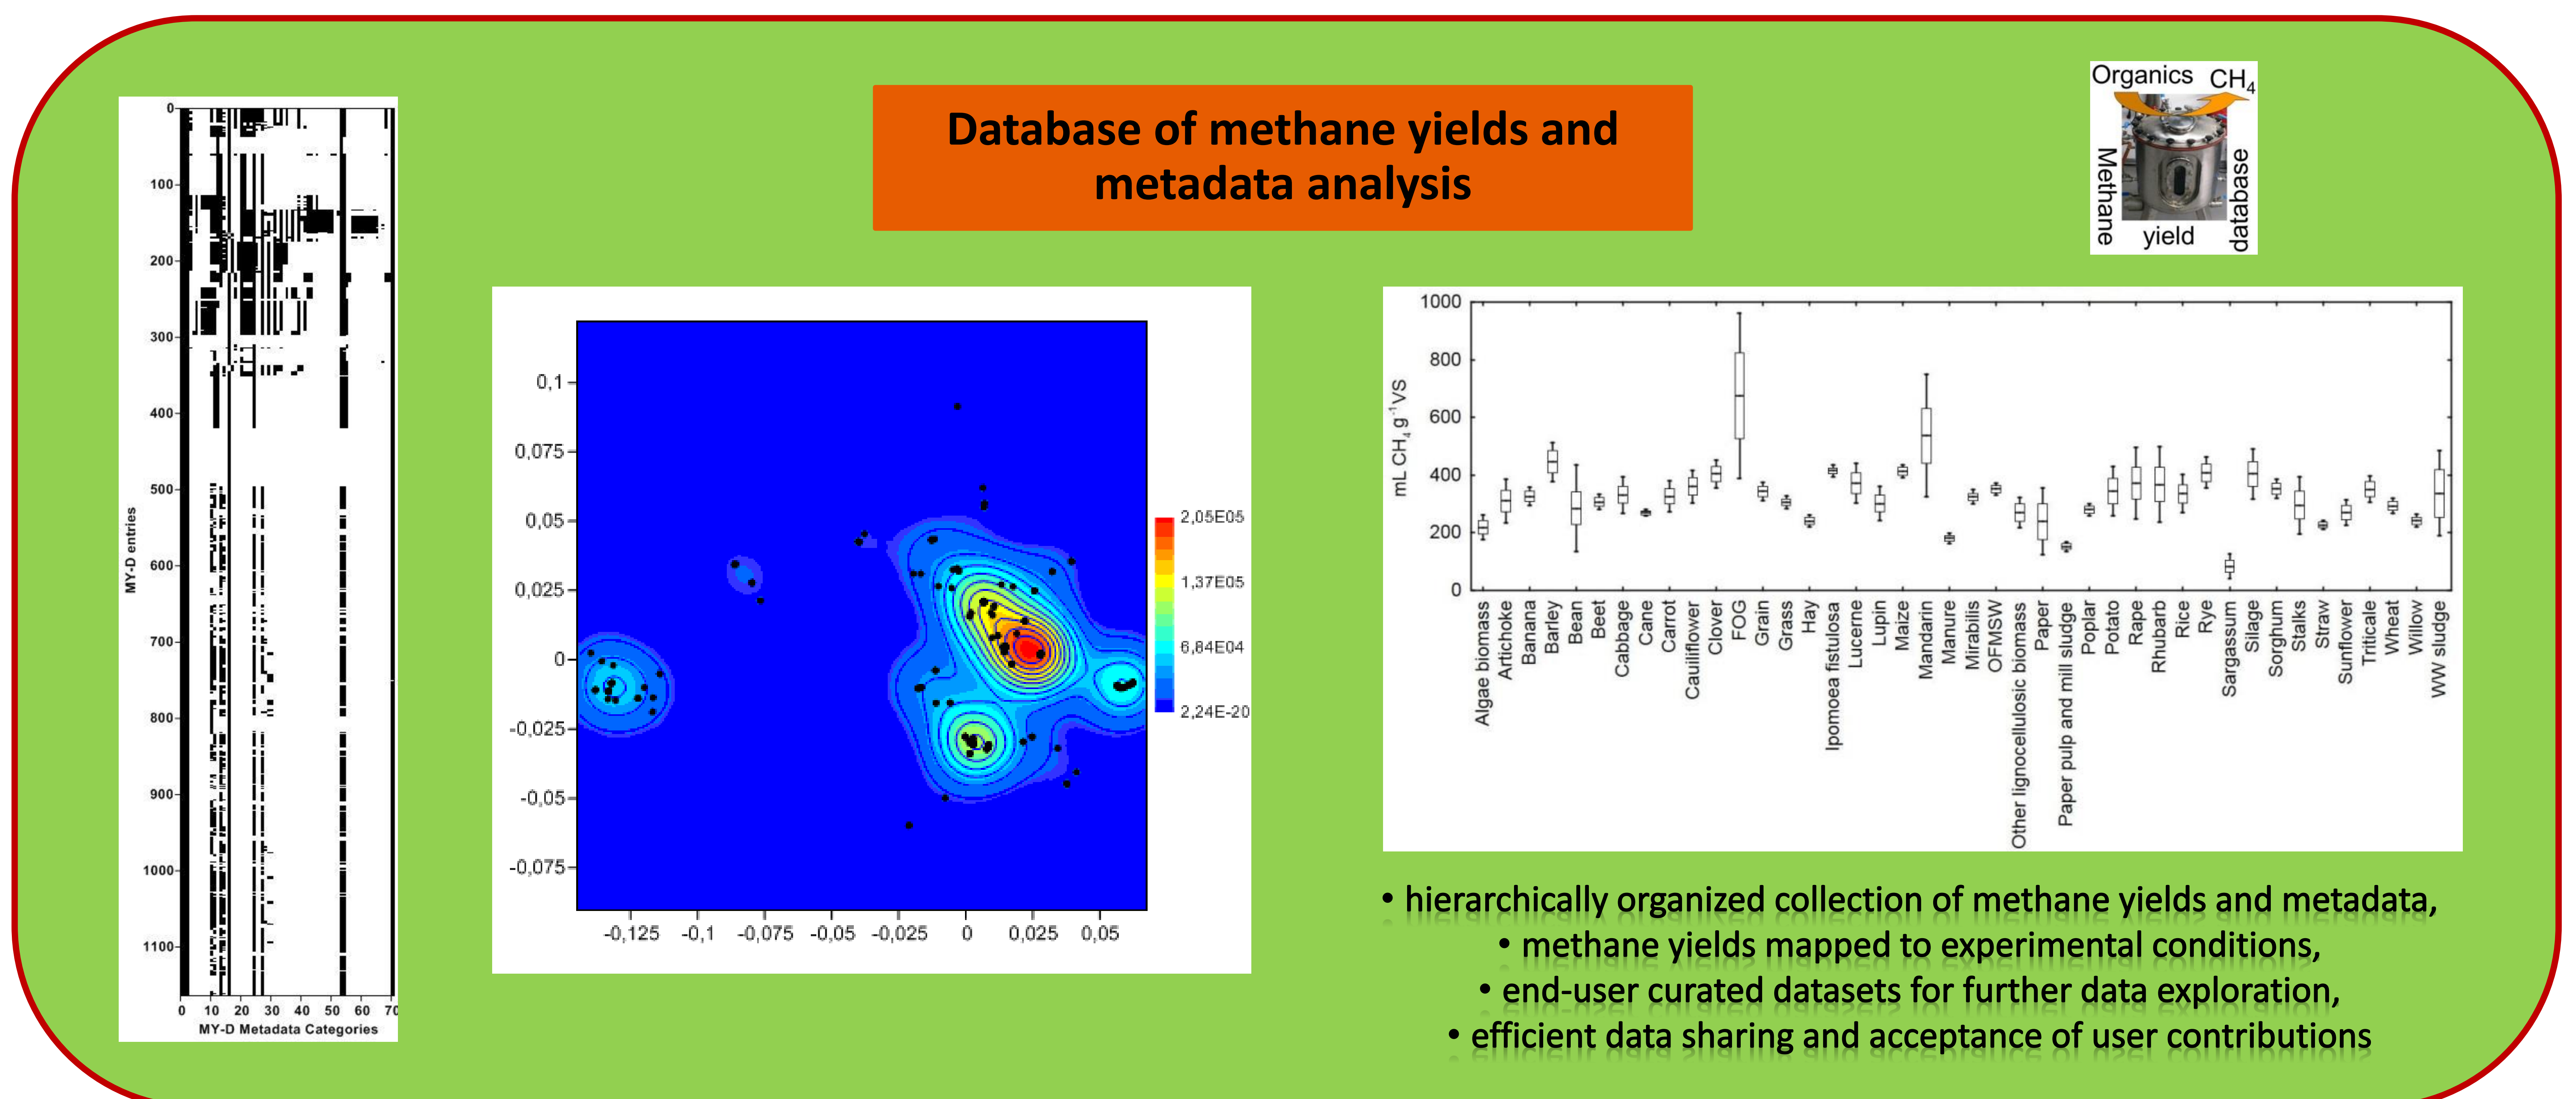 Database of methane yields and
metadata analysis
Organics CH₄
Methane
yield
database
0
100
200
300
400
500
600
700
800
900
1000
1100
MY-D entries
0 10 20 30 40 50 60 70
MY-D Metadata Categories
0,1
0,075
0,05
0,025
0
-0,025
-0,05
-0,075
-0,125 -0,1 -0,075 -0,05 -0,025 0 0,025 0,05
2,05E05
1,37E05
6,84E04
2,24E-20
1000
800
600
400
200
0
mL CH₄ g⁻¹VS
Algae biomass
Artichoke
Banana
Barley
Bean
Beet
Cabbage
Cane
Carrot
Cauiliflower
Clover
FOG
Grain
Grass
Hay
Ipomoea fistulosa
Lucerne
Lupin
Maize
Mandarin
Manure
Mirabilis
OFMSW
Other lignocellulosic biomass
Paper
Paper pulp and mill sludge
Poplar
Potato
Rape
Rhubarb
Rice
Rye
Sargassum
Silage
Sorghum
Stalks
Straw
Sunflower
Triticale
Wheat
Willow
WW sludge
• hierarchically organized collection of methane yields and metadata,
• methane yields mapped to experimental conditions,
• end-user curated datasets for further data exploration,
• efficient data sharing and acceptance of user contributions